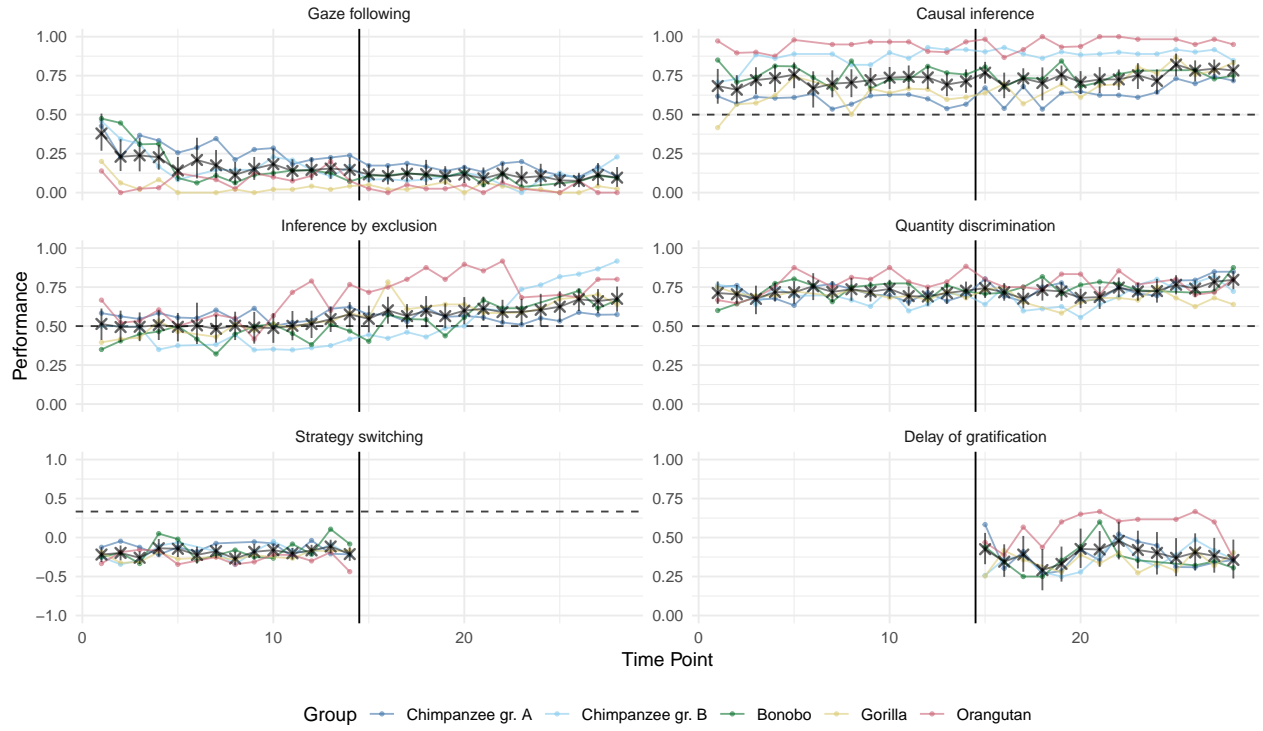 Gaze following
Causal inference
1.00
0.75
0.50
0.25
0.00
1.00
0.75
0.50
0.25
0.00
Inference by exclusion
Quantity discrimination
1.00
0.75
0.50
0.25
0.00
1.00
0.75
0.50
0.25
0.00
Performance
Strategy switching
Delay of gratification
1.0
0.5
0.0
−0.5
−1.0
1.00
0.75
0.50
0.25
0.00
0 10 20
0 10 20
Time Point
Group Chimpanzee gr. A Chimpanzee gr. B Bonobo Gorilla Orangutan